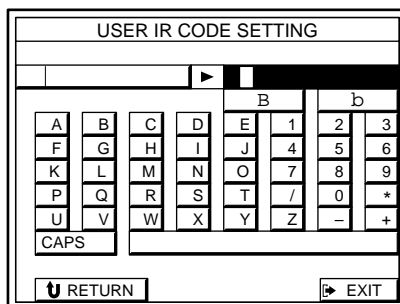 USER IR CODE SETTING
B b
A B C D E 1 2 3
F G H I J 4 5 6
K L M N O 7 8 9
P Q R S T / 0 *
U V W X Y Z – +
CAPS
RETURN EXIT